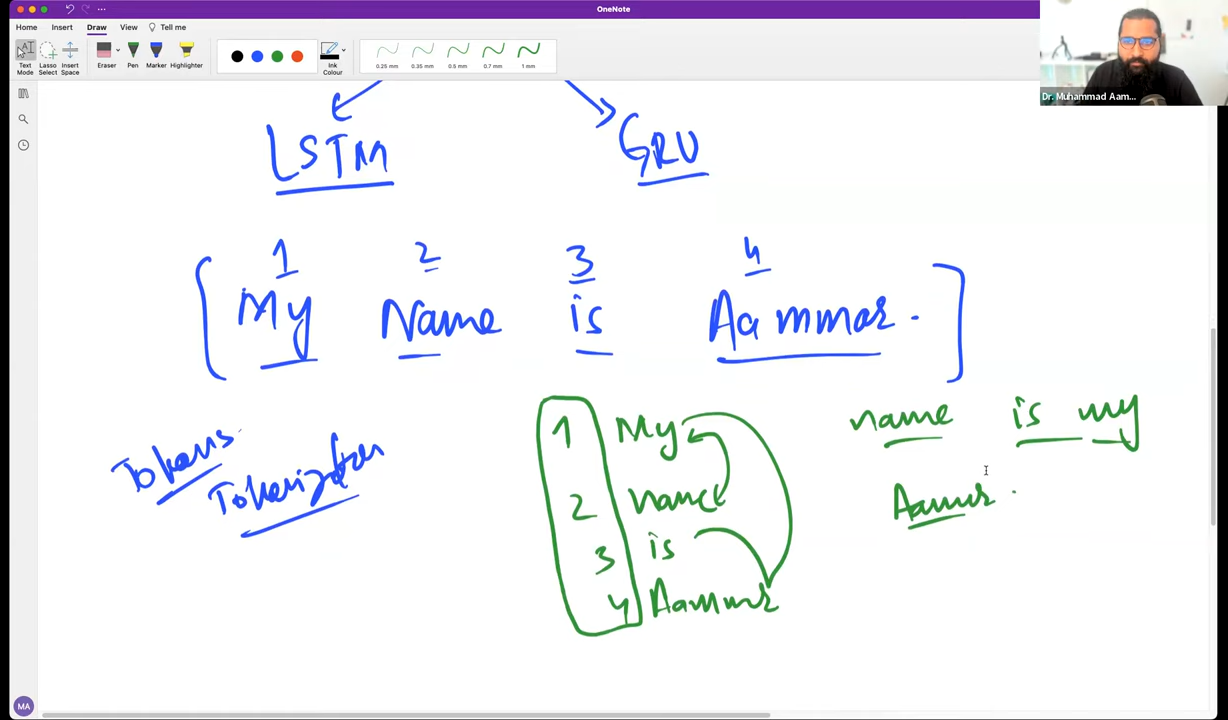 OneNote
Home Insert Draw View Tell me
Text Mode Lasso Select Insert Space Eraser Pen Marker Highlighter Ink Colour 0.25 mm 0.35 mm 0.5 mm 0.7 mm 1 mm
Dr. Muhammad Aam...
LSTM GRU
1 2 3 4
My Name is Aammar.
Tokens
1 My
2 name
3 is
4 Aammar
name is my
MA